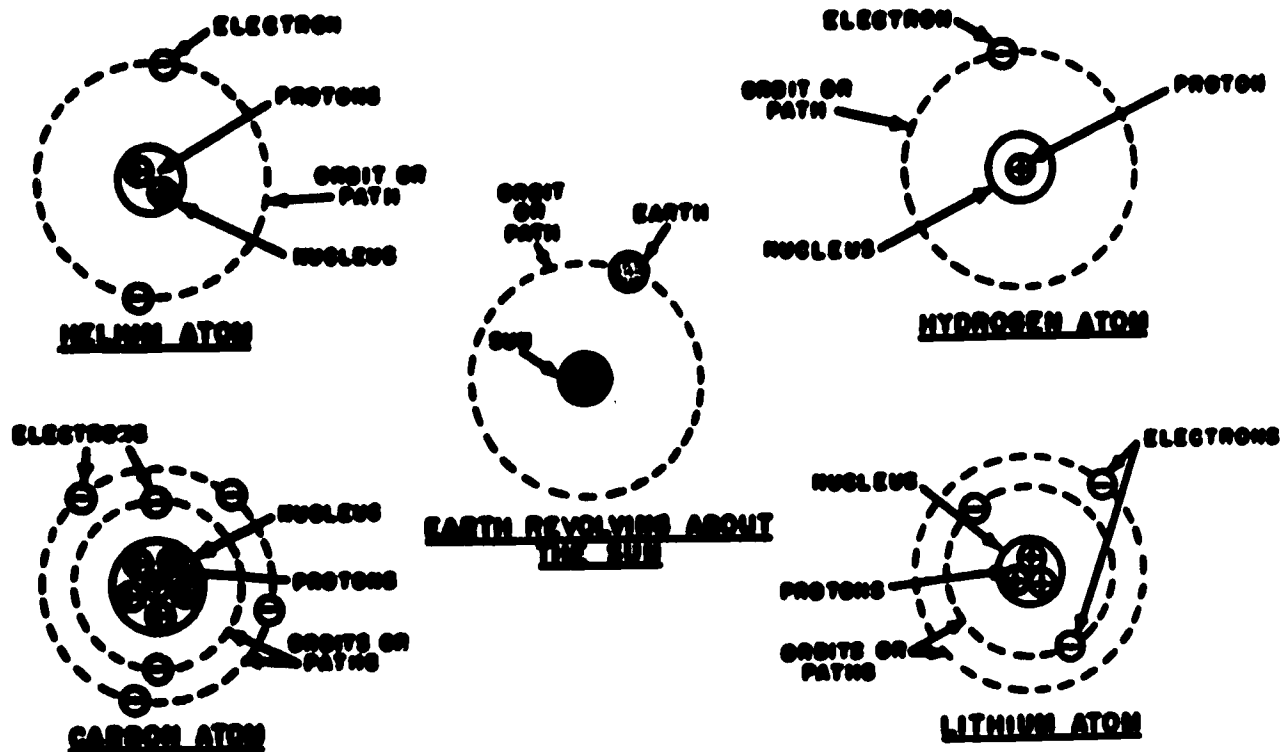 ELECTRON
PROTONS
ORBIT OR
PATH
NUCLEUS
HELIUM ATOM
ELECTRON
ORBIT OR
PATH
PROTON
NUCLEUS
HYDROGEN ATOM
ORBIT
OR
PATH
EARTH
SUN
EARTH REVOLVING ABOUT
THE SUN
ELECTRONS
NUCLEUS
PROTONS
ORBITS OR
PATHS
CARBON ATOM
ELECTRONS
NUCLEUS
PROTONS
ORBITS OR
PATHS
LITHIUM ATOM